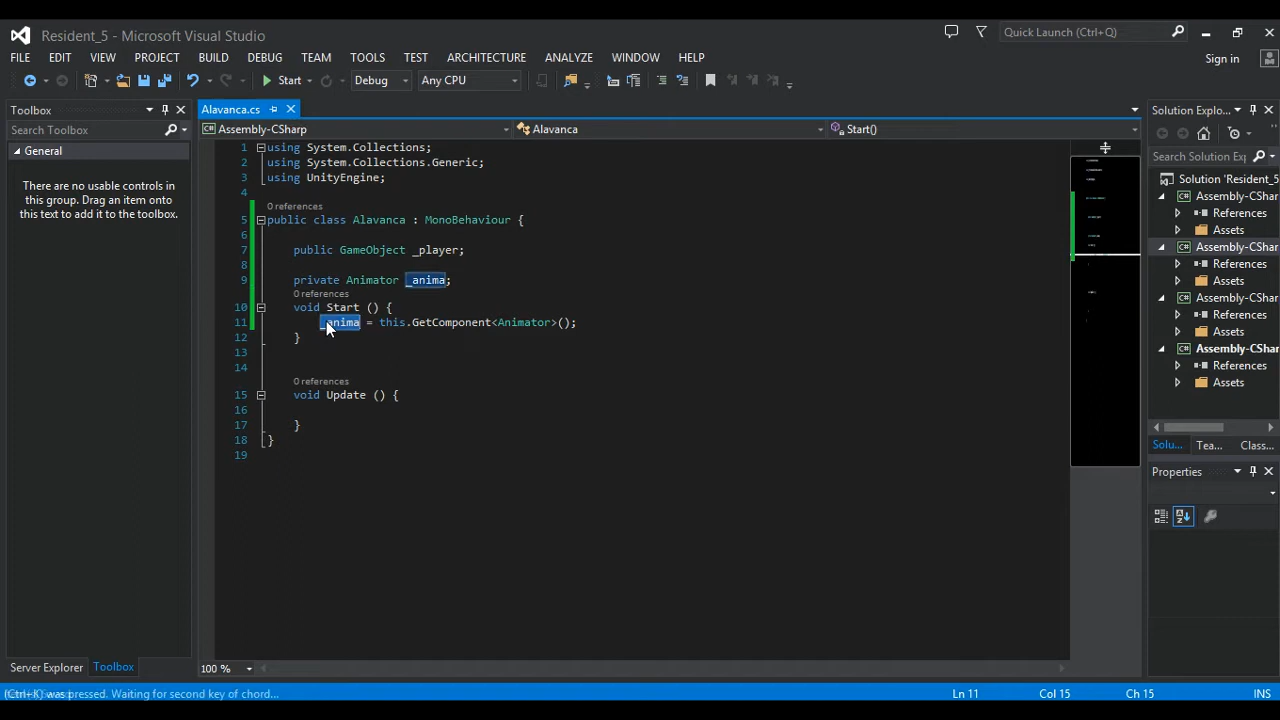 Resident_5 - Microsoft Visual Studio
Quick Launch (Ctrl+Q)
FILE EDIT VIEW PROJECT BUILD DEBUG TEAM TOOLS TEST ARCHITECTURE ANALYZE WINDOW HELP
Sign in
Start Debug Any CPU
Toolbox
Search Toolbox
General
There are no usable controls in
this group. Drag an item onto
this text to add it to the toolbox.
Server Explorer Toolbox
Alavanca.cs
Assembly-CSharp Alavanca Start()
1 using System.Collections;
2 using System.Collections.Generic;
3 using UnityEngine;
4
0 references
5 public class Alavanca : MonoBehaviour {
6
7 public GameObject _player;
8
9 private Animator _anima;
0 references
10 void Start () {
11 _anima = this.GetComponent<Animator>();
12 }
13
14
0 references
15 void Update () {
16
17 }
18 }
19
100 %
Solution Explo...
Search Solution Exp
Solution 'Resident_5
Assembly-CShar
References
Assets
Assembly-CShar
References
Assets
Assembly-CShar
References
Assets
Assembly-CShar
References
Assets
Solu... Tea... Class...
Properties
(Ctrl+K) was pressed. Waiting for second key of chord...
Ln 11 Col 15 Ch 15 INS